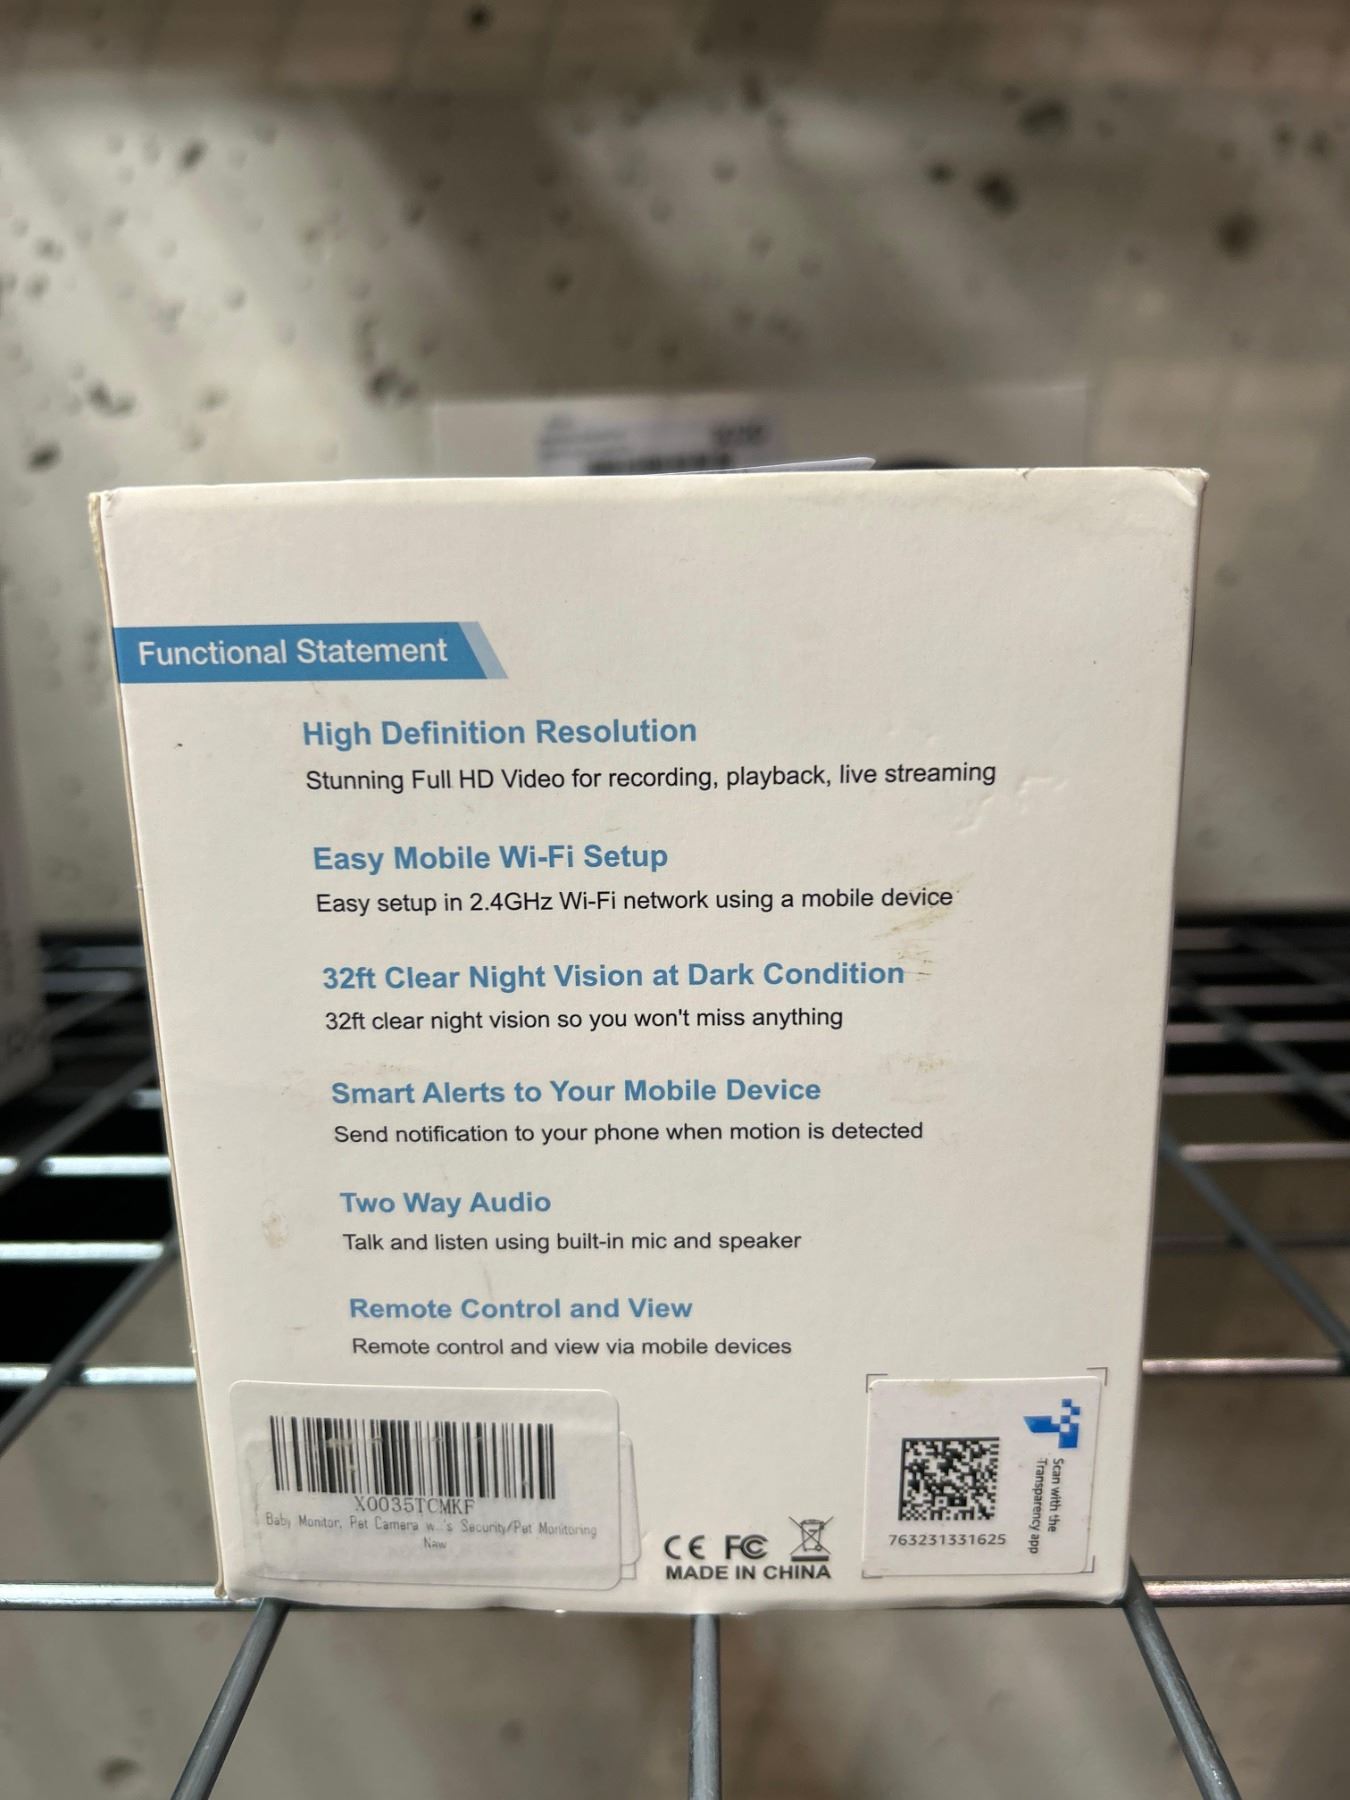 Functional Statement
High Definition Resolution
Stunning Full HD Video for recording, playback, live streaming
Easy Mobile Wi-Fi Setup
Easy setup in 2.4GHz Wi-Fi network using a mobile device
32ft Clear Night Vision at Dark Condition
32ft clear night vision so you won't miss anything
Smart Alerts to Your Mobile Device
Send notification to your phone when motion is detected
Two Way Audio
Talk and listen using built-in mic and speaker
Remote Control and View
Remote control and view via mobile devices
X0035TCMKF
Baby Monitor, Pet Camera w...'s Security/Pet Monitoring
New
CE FC
MADE IN CHINA
763231331625
Scan with the
Transparency app